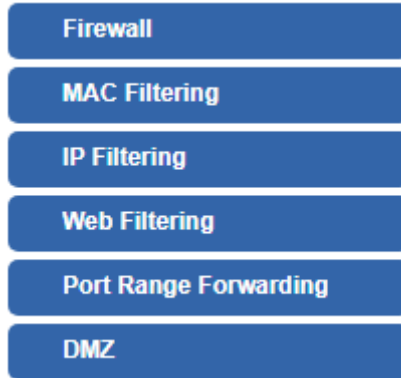 Firewall
MAC Filtering
IP Filtering
Web Filtering
Port Range Forwarding
DMZ